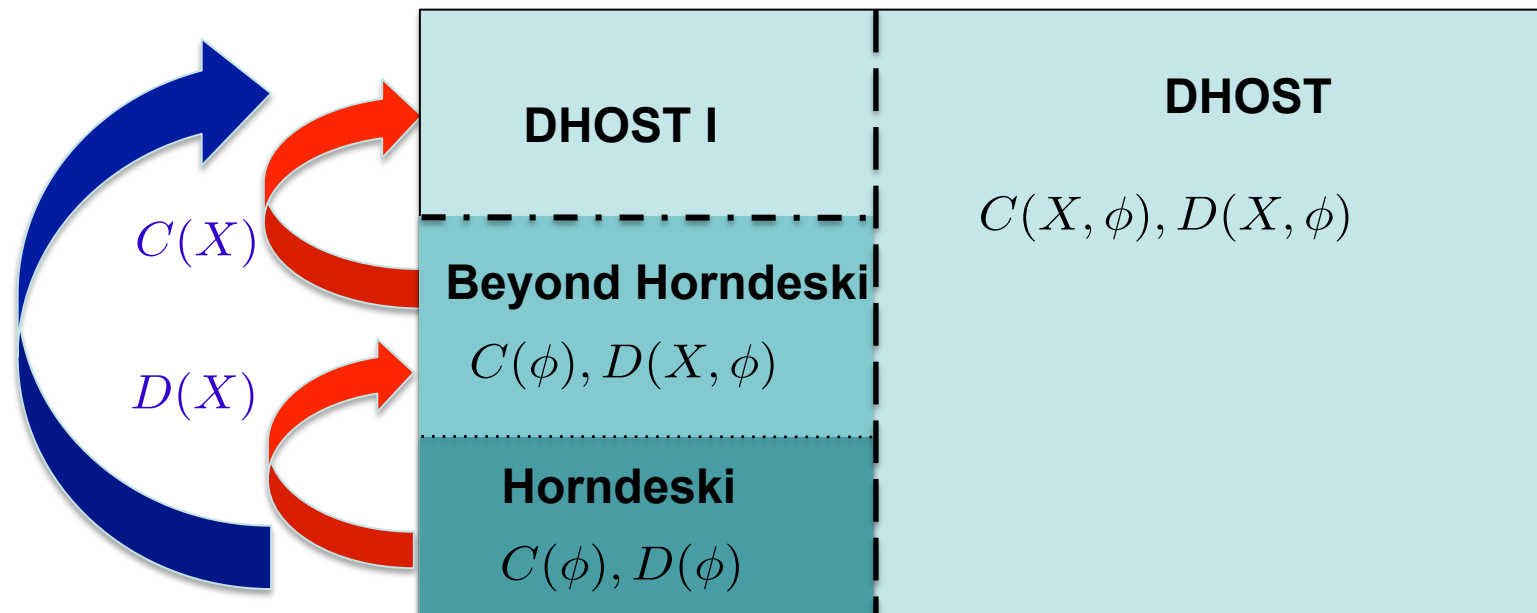 DHOST I
DHOST
C(X)
C(X, ϕ), D(X, ϕ)
Beyond Horndeski
C(ϕ), D(X, ϕ)
D(X)
Horndeski
C(ϕ), D(ϕ)